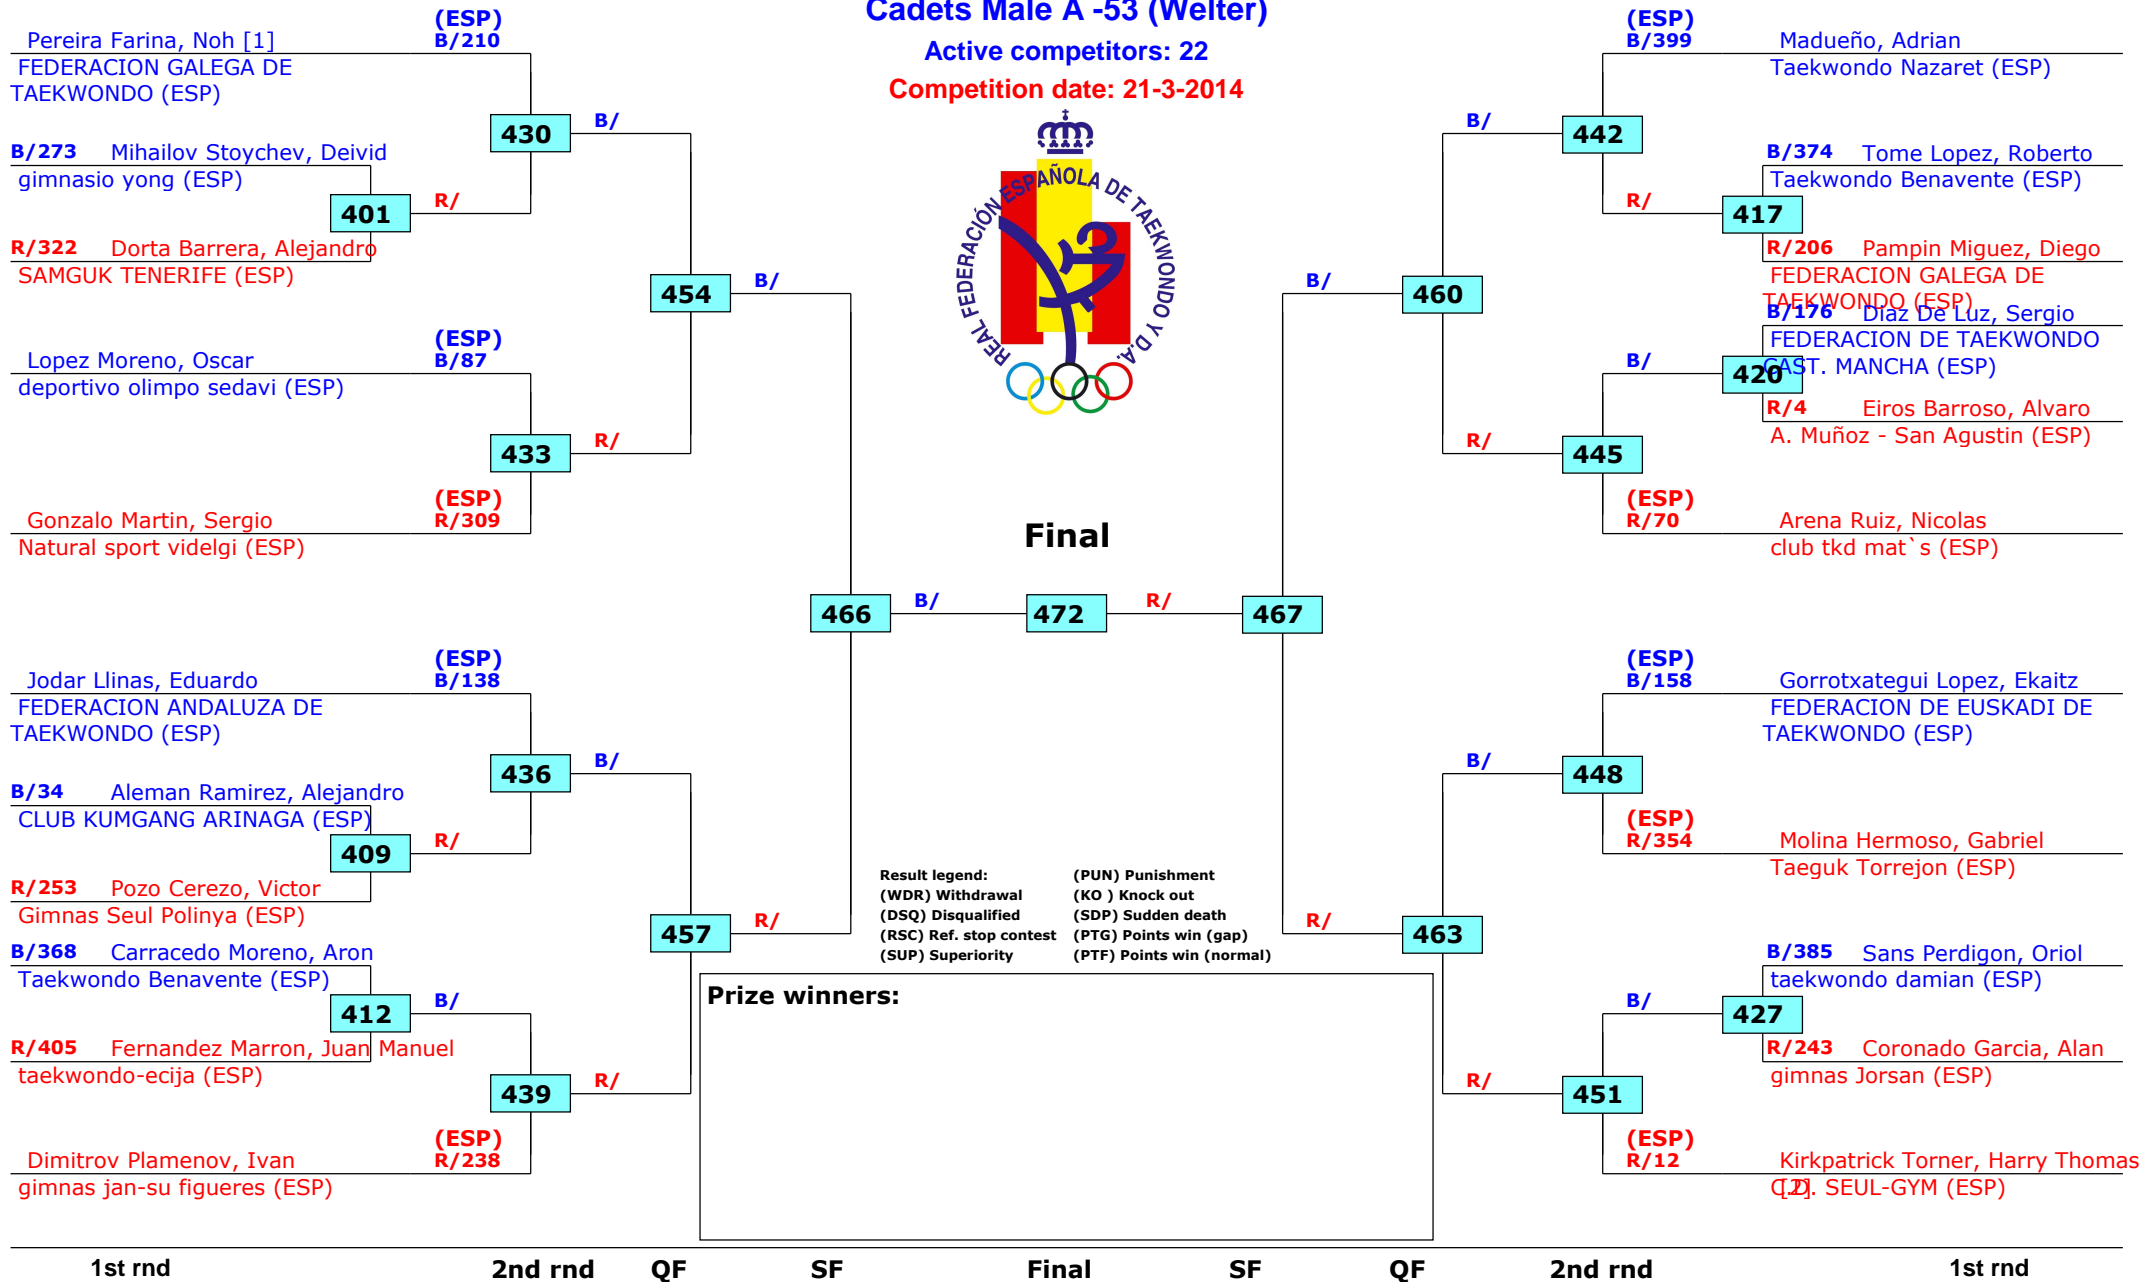 Cadets Male A -53 (Welter)
Active competitors: 22
Competition date: 21-3-2014
REAL FEDERACIÓN ESPAÑOLA DE TAEKWONDO Y D.A.
(ESP)
Pereira Farina, Noh [1] B/210
FEDERACION GALEGA DE
TAEKWONDO (ESP)
430 B/
B/273 Mihailov Stoychev, Deivid
gimnasio yong (ESP)
401 R/
R/322 Dorta Barrera, Alejandro
SAMGUK TENERIFE (ESP)
454 B/
(ESP)
Lopez Moreno, Oscar B/87
deportivo olimpo sedavi (ESP)
433 R/
(ESP)
Gonzalo Martin, Sergio R/309
Natural sport videlgi (ESP)
466 B/
(ESP)
Jodar Llinas, Eduardo B/138
FEDERACION ANDALUZA DE
TAEKWONDO (ESP)
436 B/
B/34 Aleman Ramirez, Alejandro
CLUB KUMGANG ARINAGA (ESP)
409 R/
R/253 Pozo Cerezo, Victor
Gimnas Seul Polinya (ESP)
457 R/
B/368 Carracedo Moreno, Aron
Taekwondo Benavente (ESP)
412 B/
R/405 Fernandez Marron, Juan Manuel
taekwondo-ecija (ESP)
439 R/
(ESP)
Dimitrov Plamenov, Ivan R/238
gimnas jan-su figueres (ESP)
Final
472 R/ 467
(ESP)
B/399 Madueño, Adrian
Taekwondo Nazaret (ESP)
B/ 442
B/374 Tome Lopez, Roberto
Taekwondo Benavente (ESP)
R/ 417
R/206 Pampin Miguez, Diego
FEDERACION GALEGA DE
TAEKWONDO (ESP)
B/ 460
B/176 Diaz De Luz, Sergio
FEDERACION DE TAEKWONDO
CAST. MANCHA (ESP)
B/ 420
R/4 Eiros Barroso, Alvaro
A. Muñoz - San Agustin (ESP)
R/ 445
(ESP)
R/70 Arena Ruiz, Nicolas
club tkd mat`s (ESP)
(ESP)
B/158 Gorrotxategui Lopez, Ekaitz
FEDERACION DE EUSKADI DE
TAEKWONDO (ESP)
B/ 448
(ESP)
R/354 Molina Hermoso, Gabriel
Taeguk Torrejon (ESP)
R/ 463
B/385 Sans Perdigon, Oriol
taekwondo damian (ESP)
B/ 427
R/243 Coronado Garcia, Alan
gimnas Jorsan (ESP)
R/ 451
(ESP)
R/12 Kirkpatrick Torner, Harry Thomas
[2]
C.D. SEUL-GYM (ESP)
Result legend: (PUN) Punishment
(WDR) Withdrawal (KO ) Knock out
(DSQ) Disqualified (SDP) Sudden death
(RSC) Ref. stop contest (PTG) Points win (gap)
(SUP) Superiority (PTF) Points win (normal)
Prize winners:
1st rnd 2nd rnd QF SF Final SF QF 2nd rnd 1st rnd